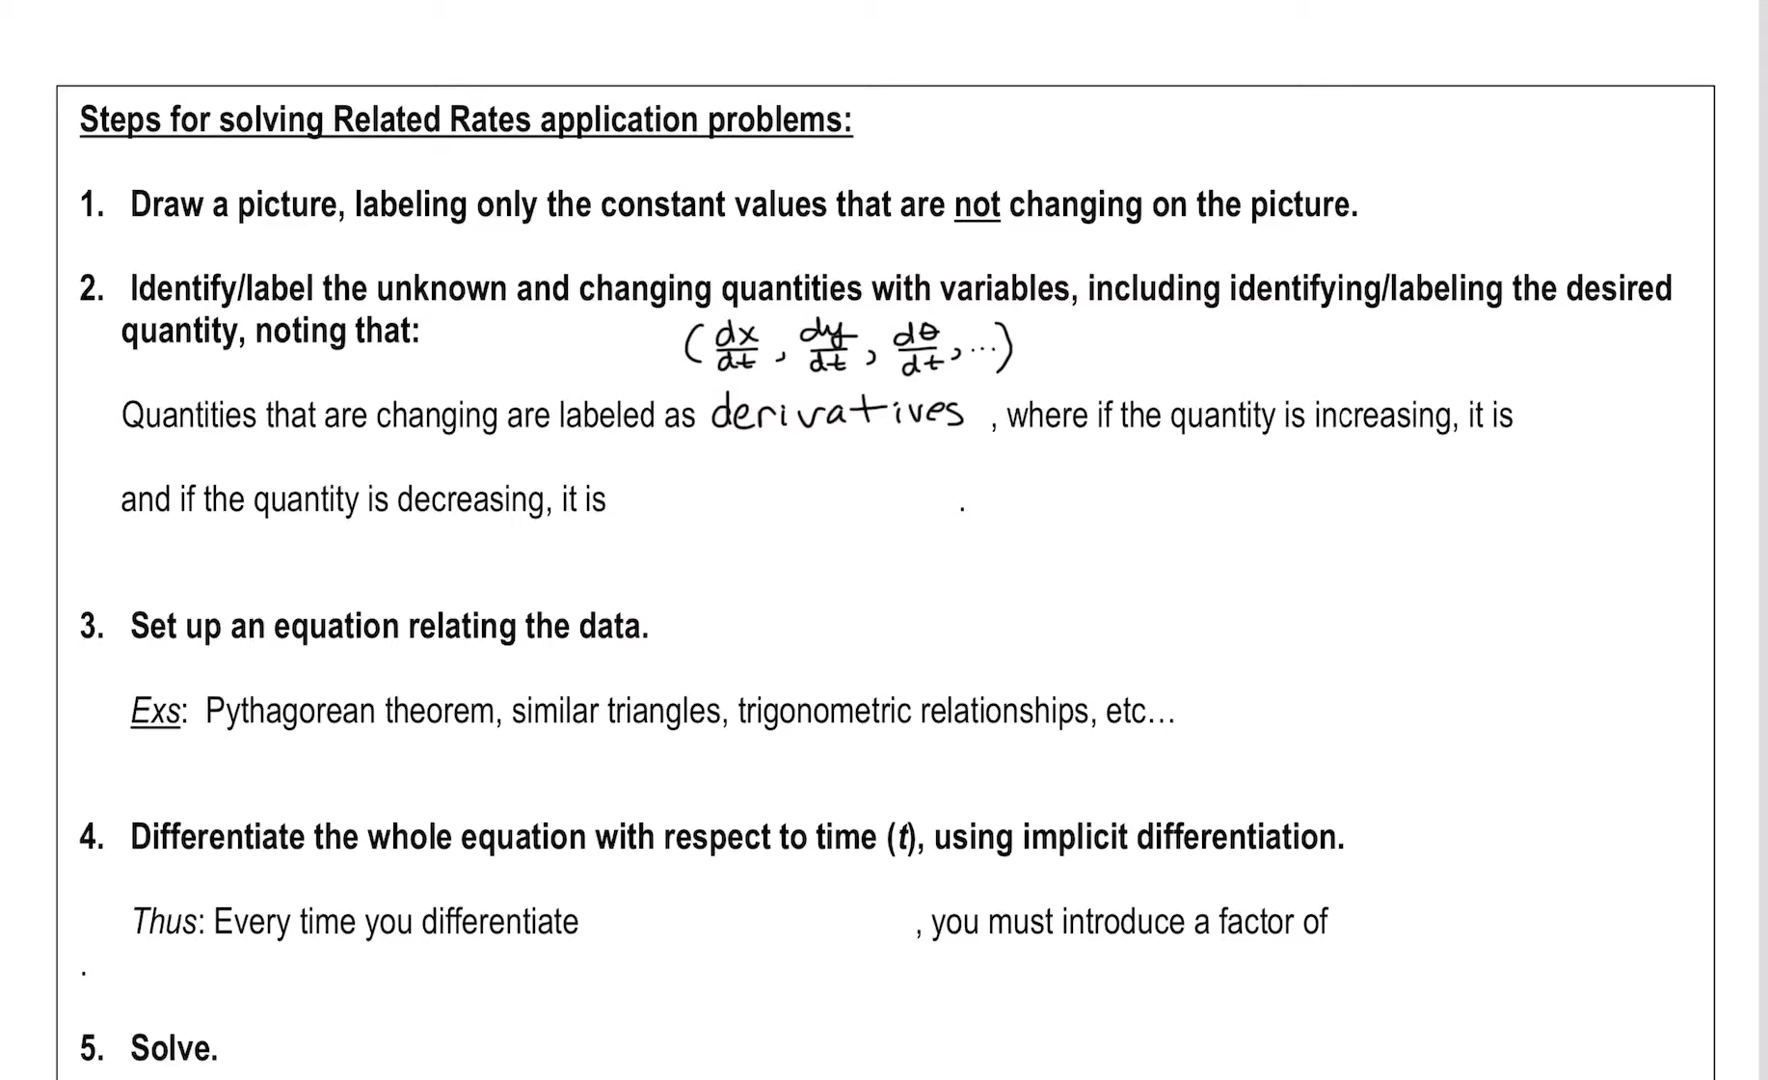 Steps for solving Related Rates application problems:
1. Draw a picture, labeling only the constant values that are not changing on the picture.
2. Identify/label the unknown and changing quantities with variables, including identifying/labeling the desired
quantity, noting that:
(dx/dt, dy/dt, dθ/dt, ...)
Quantities that are changing are labeled as derivatives , where if the quantity is increasing, it is
and if the quantity is decreasing, it is .
3. Set up an equation relating the data.
Exs: Pythagorean theorem, similar triangles, trigonometric relationships, etc…
4. Differentiate the whole equation with respect to time (t), using implicit differentiation.
Thus: Every time you differentiate , you must introduce a factor of
.
5. Solve.